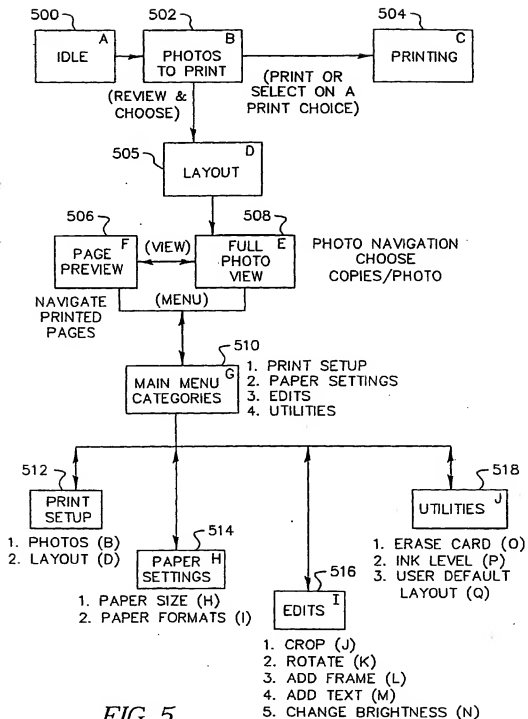 500
502
504
A
IDLE
B
PHOTOS
TO PRINT
C
PRINTING
(REVIEW &
CHOOSE)
(PRINT OR
SELECT ON A
PRINT CHOICE)
505
D
LAYOUT
506
508
F
PAGE
PREVIEW
(VIEW)
E
FULL
PHOTO
VIEW
PHOTO NAVIGATION
CHOOSE
COPIES/PHOTO
NAVIGATE
PRINTED
PAGES
(MENU)
510
G
MAIN MENU
CATEGORIES
1. PRINT SETUP
2. PAPER SETTINGS
3. EDITS
4. UTILITIES
512
PRINT
SETUP
1. PHOTOS (B)
2. LAYOUT (D)
514
H
PAPER
SETTINGS
1. PAPER SIZE (H)
2. PAPER FORMATS (I)
516
I
EDITS
1. CROP (J)
2. ROTATE (K)
3. ADD FRAME (L)
4. ADD TEXT (M)
5. CHANGE BRIGHTNESS (N)
518
J
UTILITIES
1. ERASE CARD (O)
2. INK LEVEL (P)
3. USER DEFAULT
LAYOUT (Q)
FIG. 5